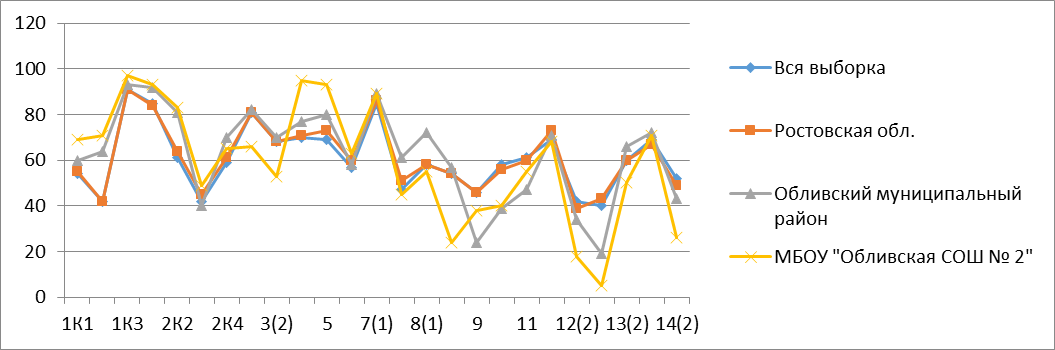 120
100
80
60
40
20
0
1К1 1К3 2К2 2К4 3(2) 5 7(1) 8(1) 9 11 12(2) 13(2) 14(2)
Вся выборка
Ростовская обл.
Обливский муниципальный
район
МБОУ "Обливская СОШ № 2"